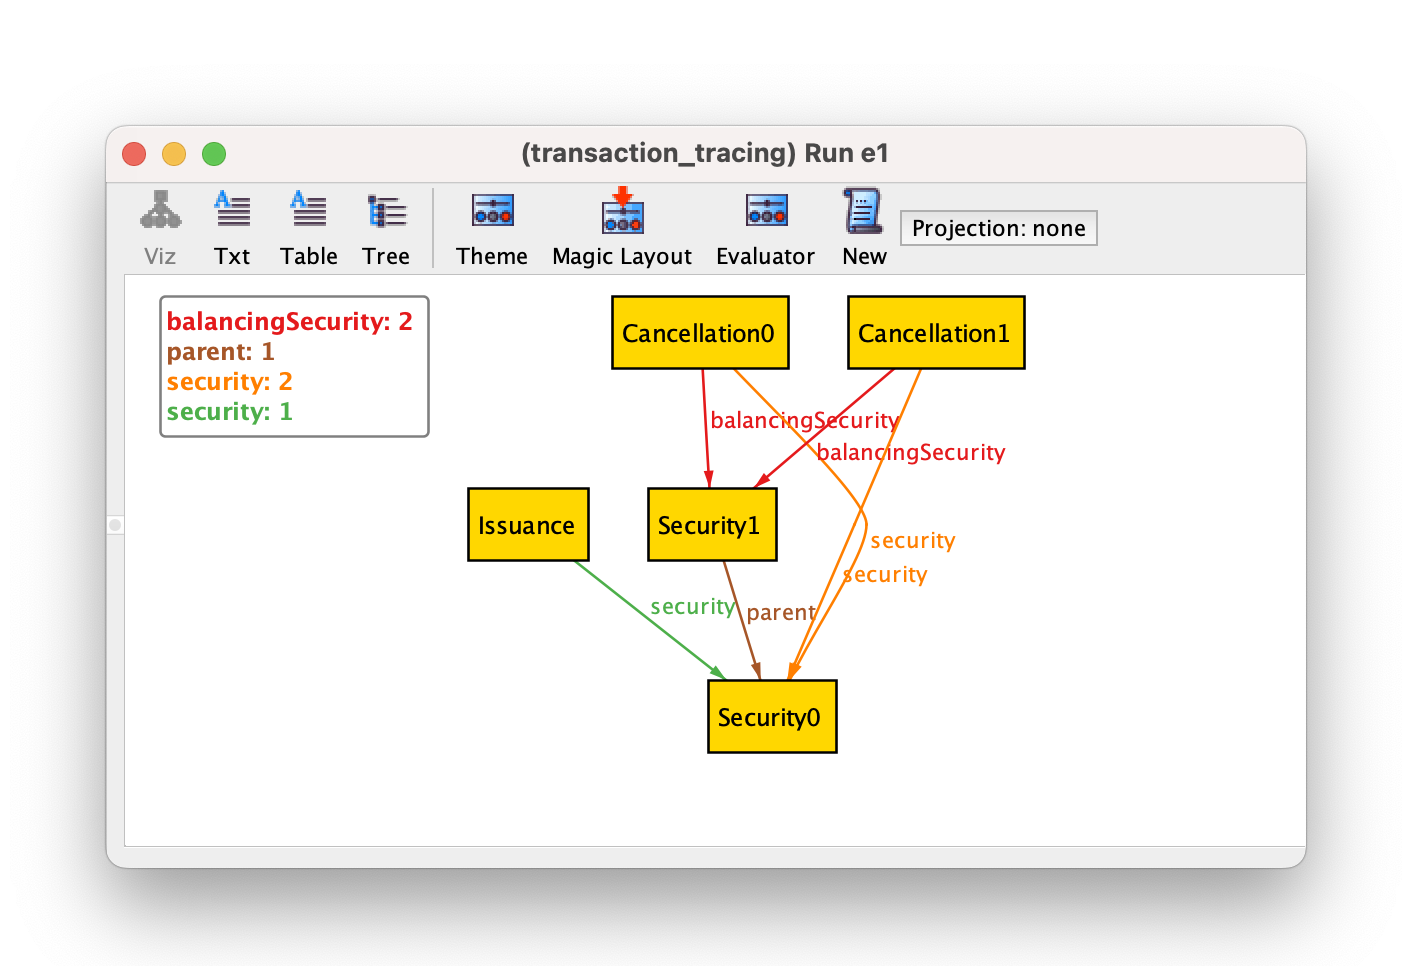 (transaction_tracing) Run e1
Viz Txt Table Tree Theme Magic Layout Evaluator New Projection: none
balancingSecurity: 2
parent: 1
security: 2
security: 1
Cancellation0 Cancellation1
balancingSecurity
balancingSecurity
Issuance Security1
security
security
security parent
Security0